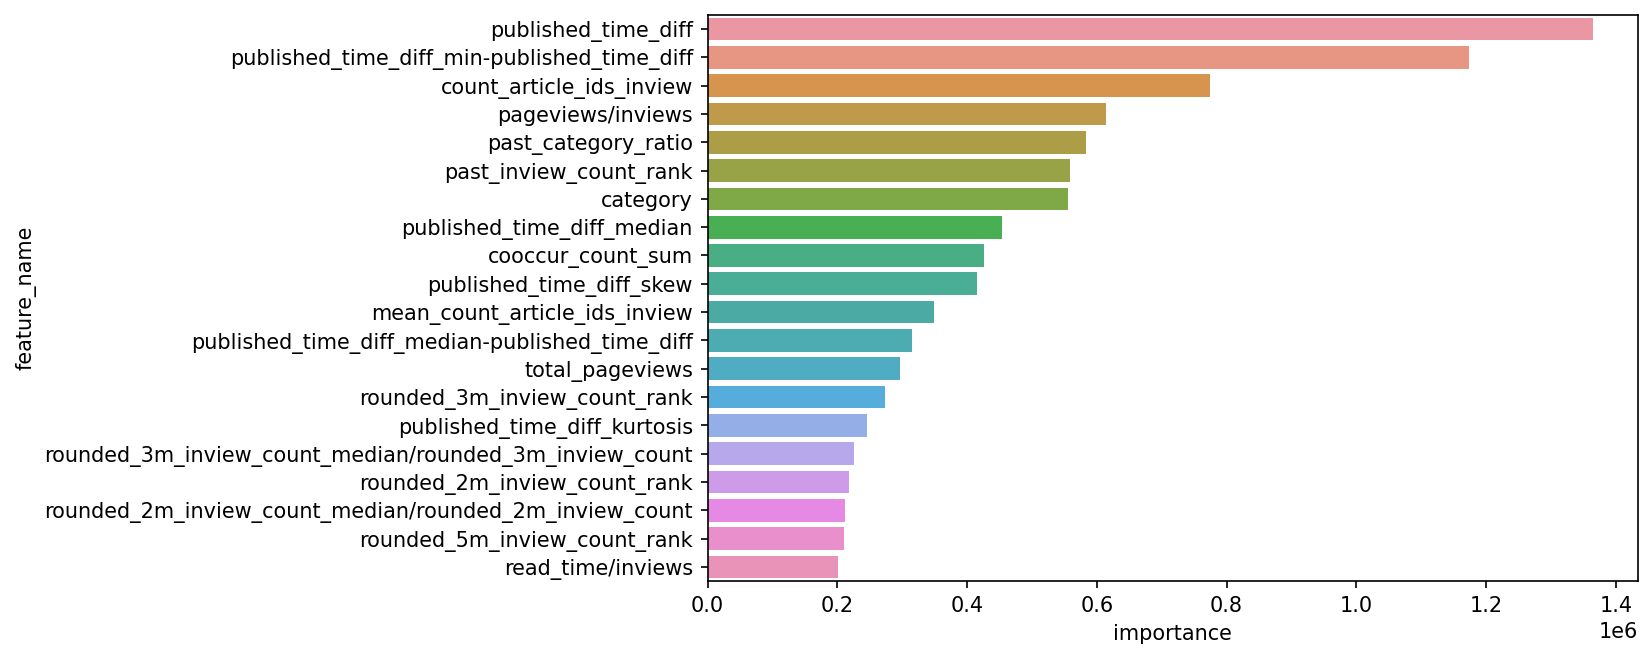 feature_name
published_time_diff
published_time_diff_min-published_time_diff
count_article_ids_inview
pageviews/inviews
past_category_ratio
past_inview_count_rank
category
published_time_diff_median
cooccur_count_sum
published_time_diff_skew
mean_count_article_ids_inview
published_time_diff_median-published_time_diff
total_pageviews
rounded_3m_inview_count_rank
published_time_diff_kurtosis
rounded_3m_inview_count_median/rounded_3m_inview_count
rounded_2m_inview_count_rank
rounded_2m_inview_count_median/rounded_2m_inview_count
rounded_5m_inview_count_rank
read_time/inviews
0.0 0.2 0.4 0.6 0.8 1.0 1.2 1.4
1e6
importance